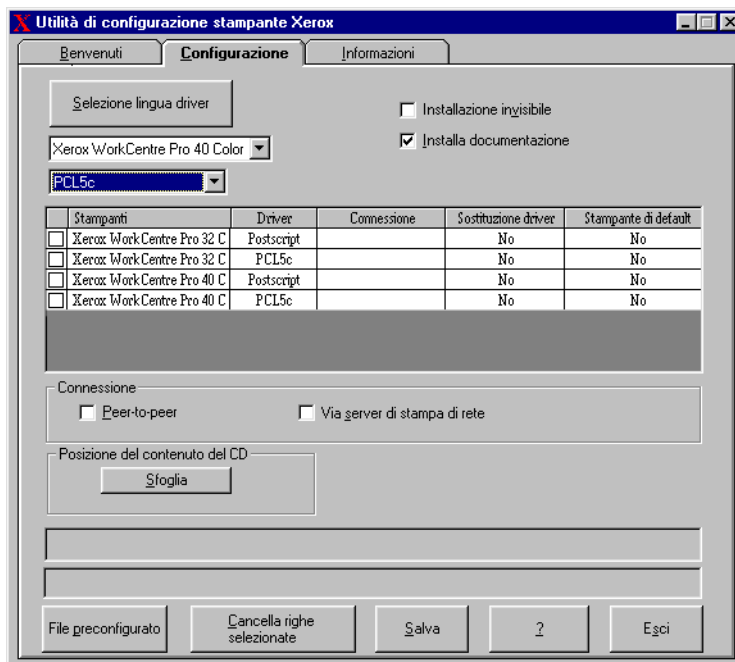 X Utilità di configurazione stampante Xerox
Benvenuti Configurazione Informazioni
Selezione lingua driver
Installazione invisibile
Xerox WorkCentre Pro 40 Color
Installa documentazione
PCL5c
Stampanti Driver Connessione Sostituzione driver Stampante di default
Xerox WorkCentre Pro 32 C Postscript No No
Xerox WorkCentre Pro 32 C PCL5c No No
Xerox WorkCentre Pro 40 C Postscript No No
Xerox WorkCentre Pro 40 C PCL5c No No
Connessione
Peer-to-peer Via server di stampa di rete
Posizione del contenuto del CD
Sfoglia
File preconfigurato Cancella righe selezionate Salva ? Esci